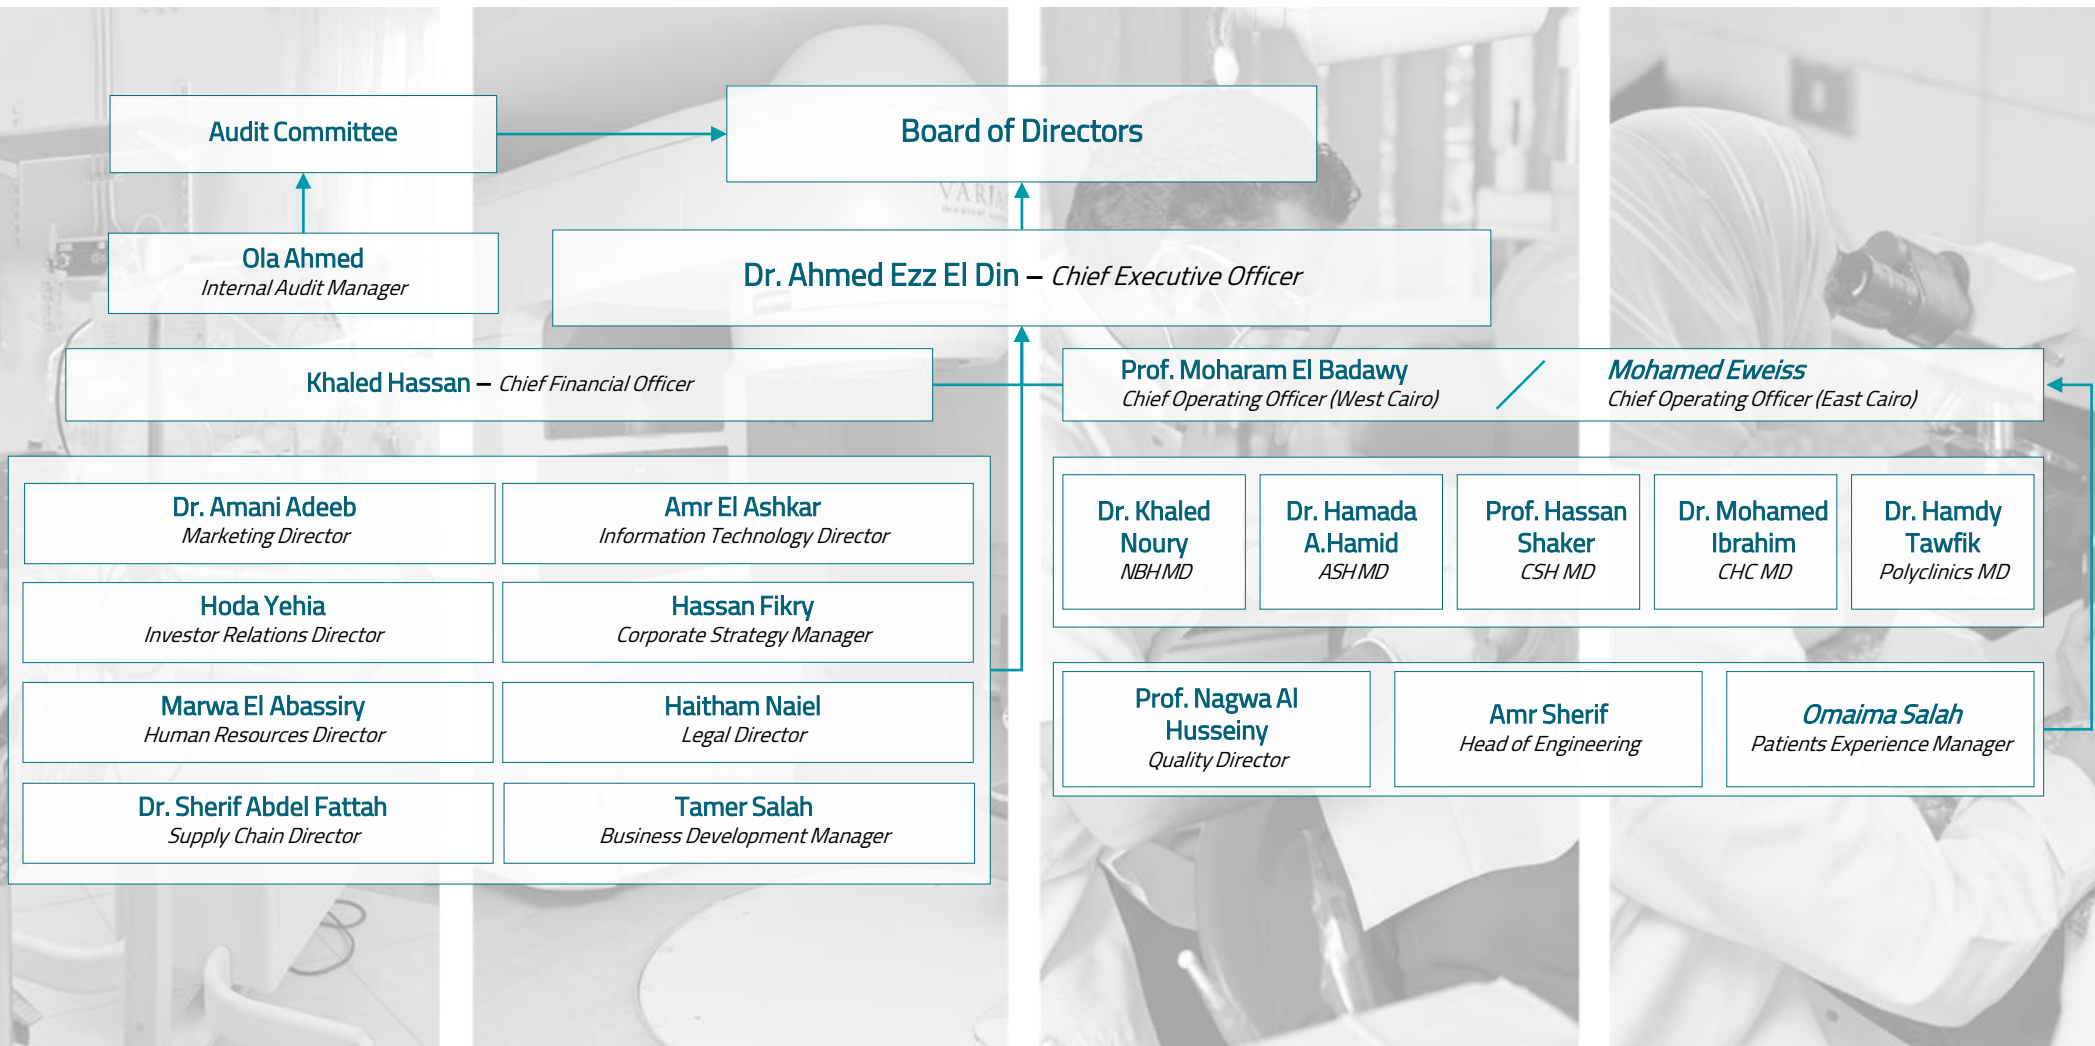 Audit Committee
Board of Directors
VARIA
Ola Ahmed
Internal Audit Manager
Dr. Ahmed Ezz El Din – Chief Executive Officer
Khaled Hassan – Chief Financial Officer
Prof. Moharam El Badawy
Chief Operating Officer (West Cairo)
Mohamed Eweiss
Chief Operating Officer (East Cairo)
Dr. Amani Adeeb
Marketing Director
Amr El Ashkar
Information Technology Director
Hoda Yehia
Investor Relations Director
Hassan Fikry
Corporate Strategy Manager
Marwa El Abassiry
Human Resources Director
Haitham Naiel
Legal Director
Dr. Sherif Abdel Fattah
Supply Chain Director
Tamer Salah
Business Development Manager
Dr. Khaled
Noury
NBH MD
Dr. Hamada
A.Hamid
ASH MD
Prof. Hassan
Shaker
CSH MD
Dr. Mohamed
Ibrahim
CHC MD
Dr. Hamdy
Tawfik
Polyclinics MD
Prof. Nagwa Al
Husseiny
Quality Director
Amr Sherif
Head of Engineering
Omaima Salah
Patients Experience Manager